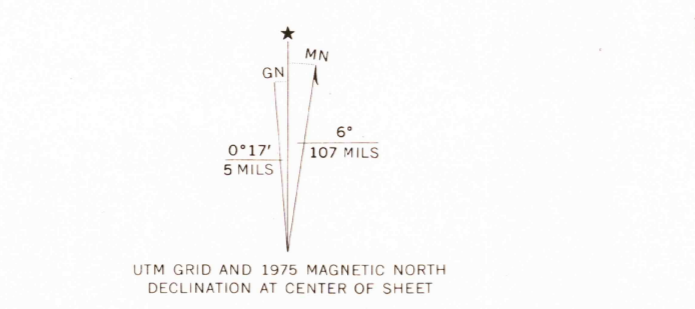 ★
MN
GN
6°
107 MILS
0°17'
5 MILS
UTM GRID AND 1975 MAGNETIC NORTH
DECLINATION AT CENTER OF SHEET